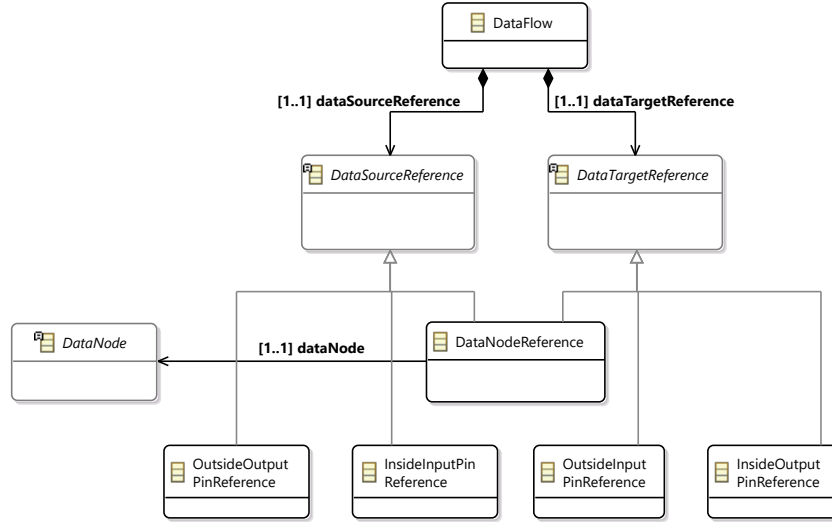 DataFlow
[1..1] dataSourceReference
[1..1] dataTargetReference
DataSourceReference
DataTargetReference
DataNode
[1..1] dataNode
DataNodeReference
OutsideOutput
PinReference
InsideInputPin
Reference
OutsideInput
PinReference
InsideOutput
PinReference